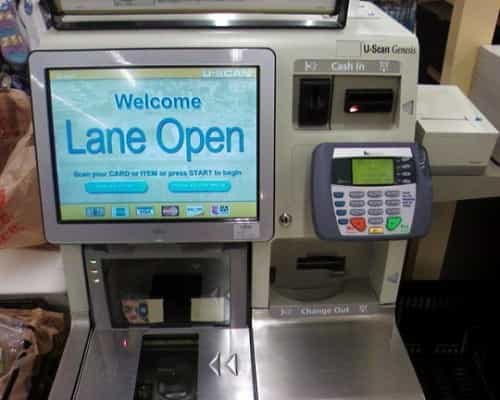 U-SCAN
U-Scan Genesis
Cash In
Welcome
Lane Open
Scan your CARD or ITEM or press START to begin
VISA
Change Out